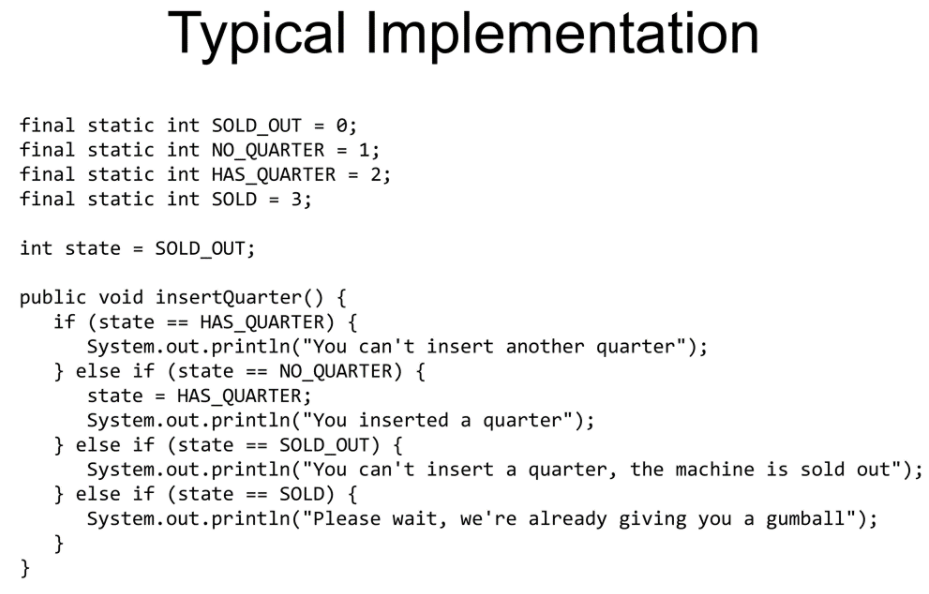 Typical Implementation
final static int SOLD_OUT = 0;
final static int NO_QUARTER = 1;
final static int HAS_QUARTER = 2;
final static int SOLD = 3;
int state = SOLD_OUT;
public void insertQuarter() {
   if (state == HAS_QUARTER) {
      System.out.println("You can't insert another quarter");
   } else if (state == NO_QUARTER) {
      state = HAS_QUARTER;
      System.out.println("You inserted a quarter");
   } else if (state == SOLD_OUT) {
      System.out.println("You can't insert a quarter, the machine is sold out");
   } else if (state == SOLD) {
      System.out.println("Please wait, we're already giving you a gumball");
   }
}